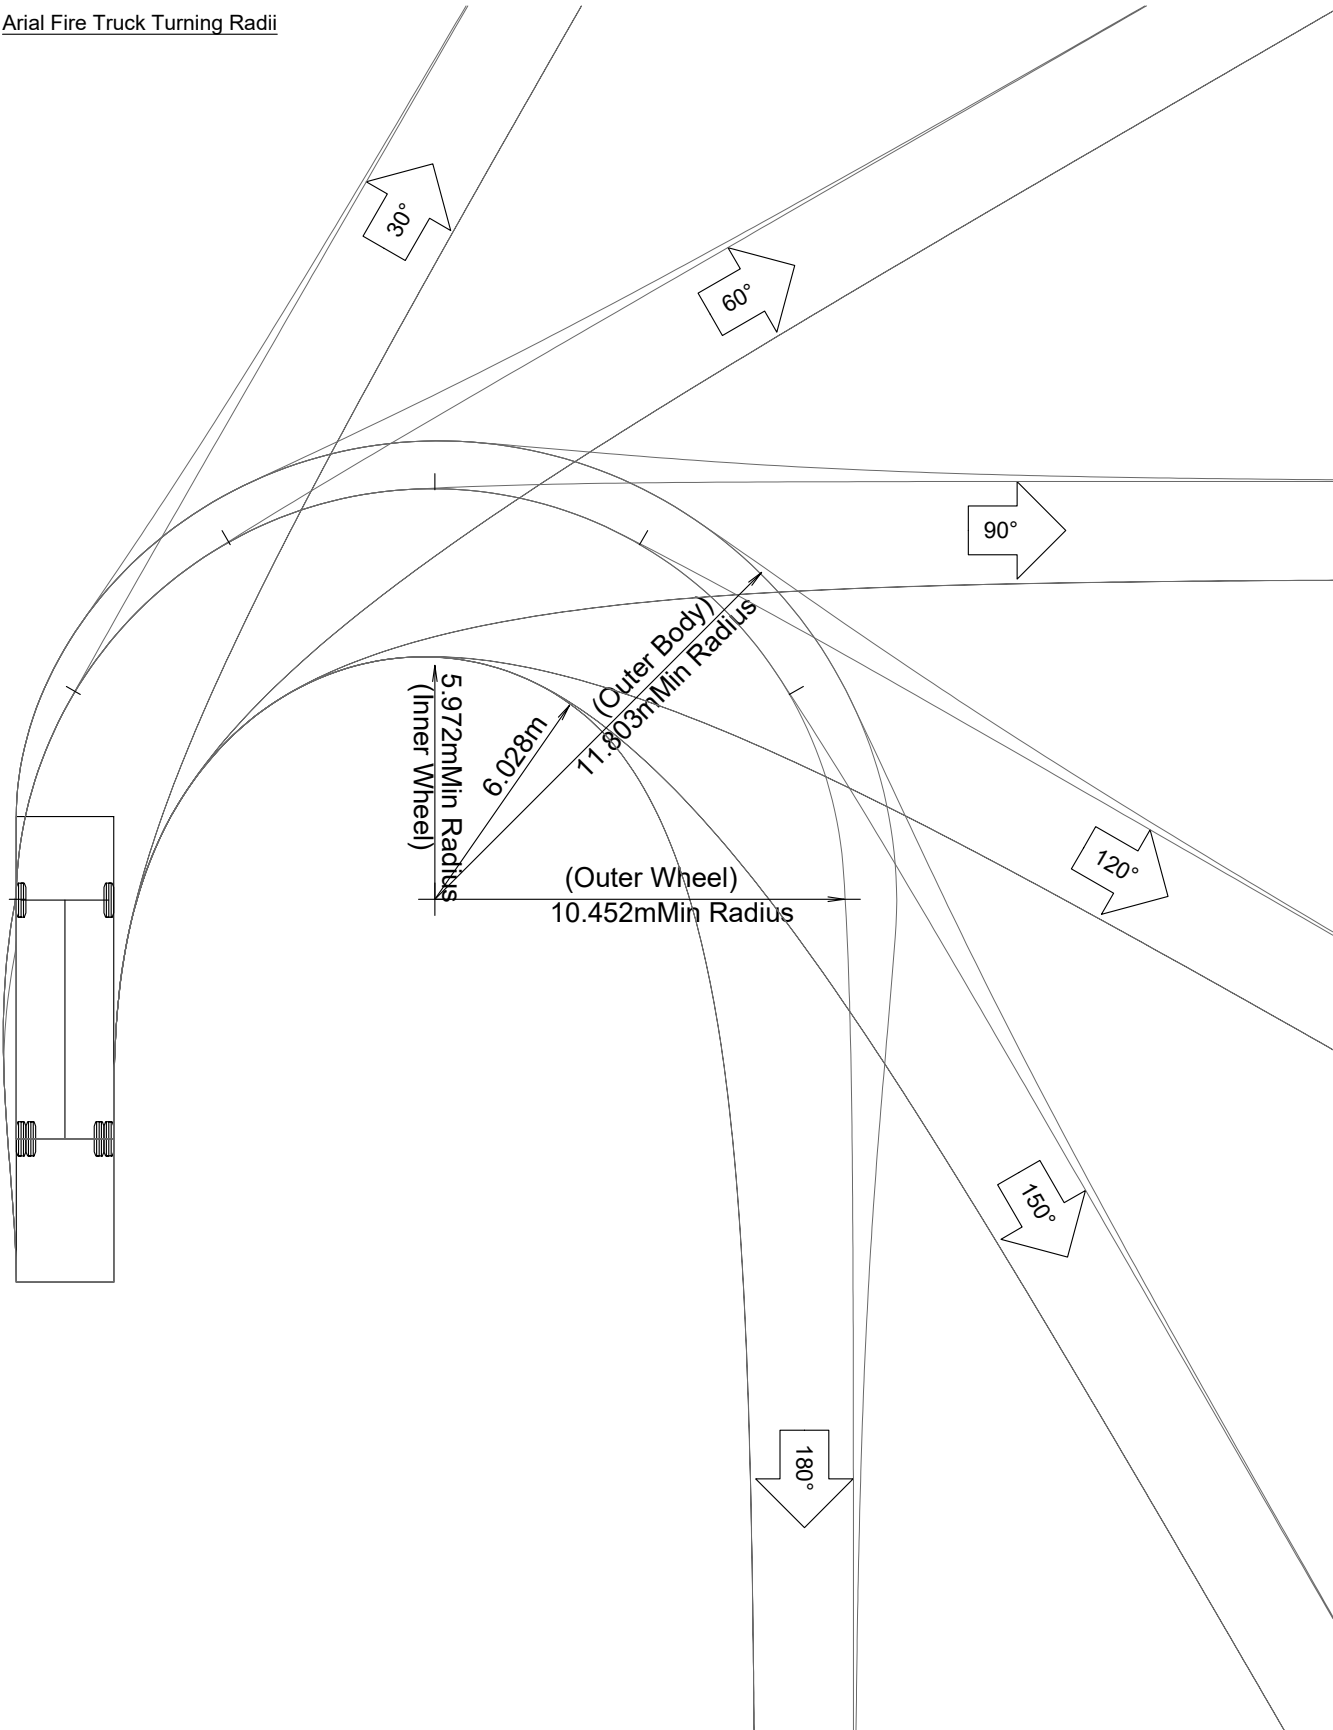 Arial Fire Truck Turning Radii
30°
60°
90°
(Outer Body)
11.803mMin Radius
5.972mMin Radius
(Inner Wheel)
6.028m
(Outer Wheel)
10.452mMin Radius
120°
150°
180°